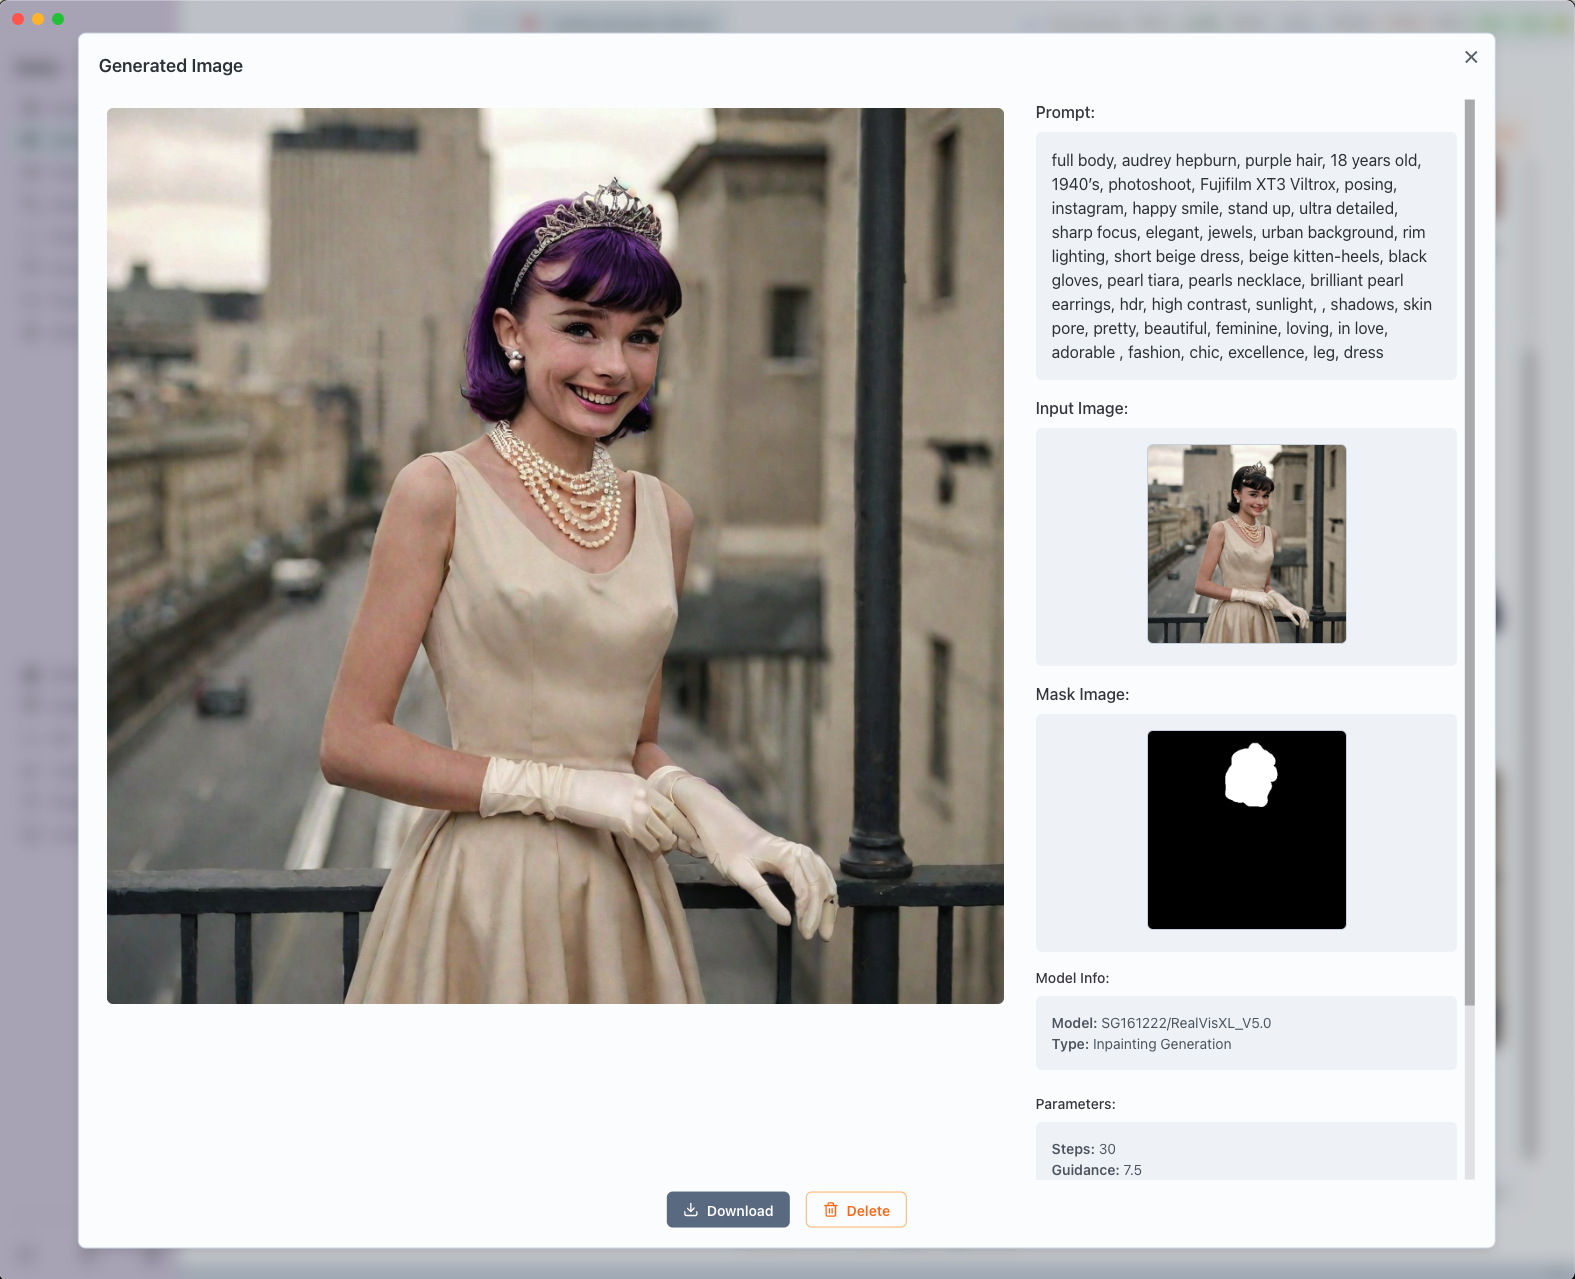 Generated Image
Prompt:
full body, audrey hepburn, purple hair, 18 years old,
1940's, photoshoot, Fujifilm XT3 Viltrox, posing,
instagram, happy smile, stand up, ultra detailed,
sharp focus, elegant, jewels, urban background, rim
lighting, short beige dress, beige kitten-heels, black
gloves, pearl tiara, pearls necklace, brilliant pearl
earrings, hdr, high contrast, sunlight, , shadows, skin
pore, pretty, beautiful, feminine, loving, in love,
adorable , fashion, chic, excellence, leg, dress
Input Image:
Mask Image:
Model Info:
Model: SG161222/RealVisXL_V5.0
Type: Inpainting Generation
Parameters:
Steps: 30
Guidance: 7.5
Download
Delete